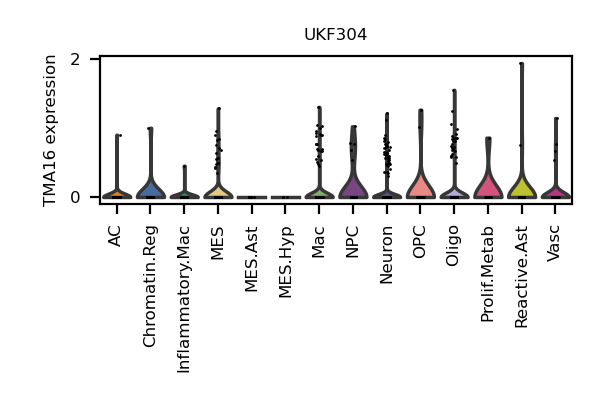 UKF304
TMA16 expression
2
0
AC
Chromatin.Reg
Inflammatory.Mac
MES
MES.Ast
MES.Hyp
Mac
NPC
Neuron
OPC
Oligo
Prolif.Metab
Reactive.Ast
Vasc